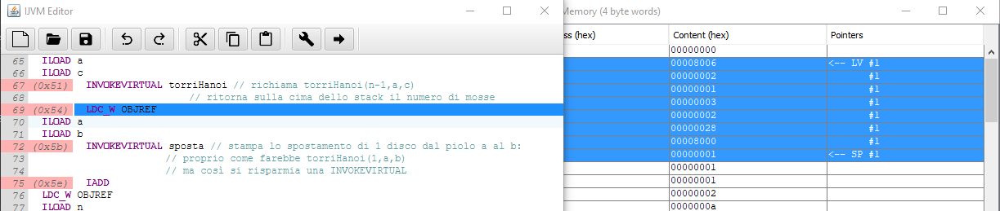 IJVM Editor
65 ILOAD a
66 ILOAD c
67 (0x51) INVOKEVIRTUAL torriHanoi // richiama torriHanoi(n-1,a,c)
68 // ritorna sulla cima dello stack il numero di mosse
69 (0x54) LDC_W OBJREF
70 ILOAD a
71 ILOAD b
72 (0x5b) INVOKEVIRTUAL sposta // stampa lo spostamento di 1 disco dal piolo a al b:
73 // proprio come farebbe torriHanoi(1,a,b)
74 // ma così si risparmia una INVOKEVIRTUAL
75 (0x5e) IADD
76 LDC_W OBJREF
77 ILOAD n
Memory (4 byte words)
ss (hex) Content (hex) Pointers
00000000
00008006 <-- LV #1
00000002 #1
00000001 #1
00000003 #1
00000002 #1
00000028 #1
00008000 #1
00000001 <-- SP #1
00000001
00000001
00000002
0000000a